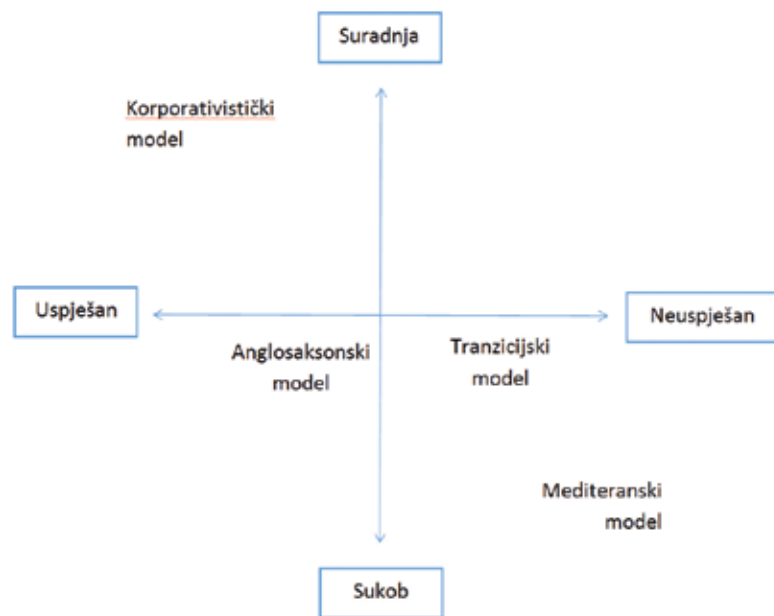 Suradnja
Korporativistički
model
Uspješan
Neuspješan
Anglosaksonski
model
Tranzicijski
model
Mediteranski
model
Sukob